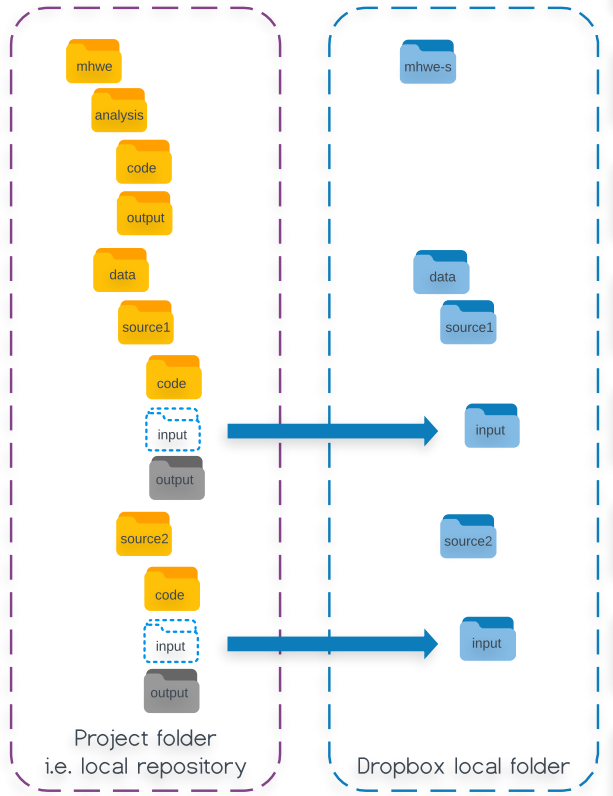 mhwe
analysis
code
output
data
source1
code
input
output
source2
code
input
output
Project folder
i.e. local repository
mhwe-s
data
source1
input
source2
input
Dropbox local folder